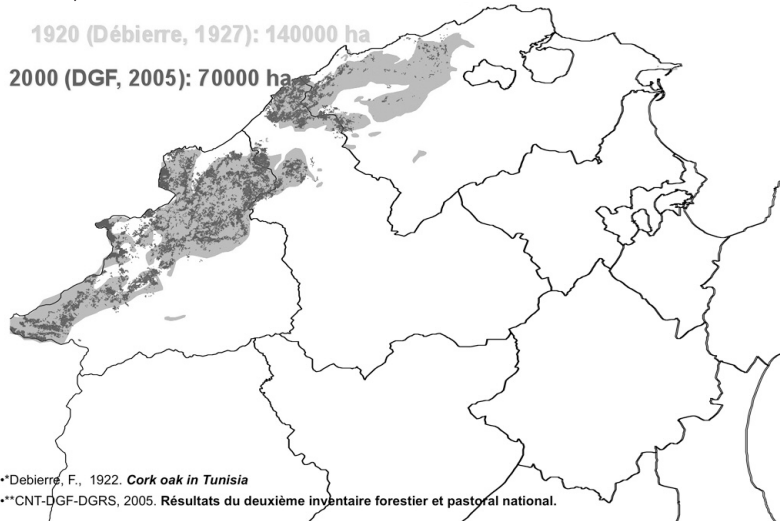 1920 (Débierre, 1927): 140000 ha
2000 (DGF, 2005): 70000 ha
•*Debierre, F., 1922. Cork oak in Tunisia
•**CNT-DGF-DGRS, 2005. Résultats du deuxième inventaire forestier et pastoral national.